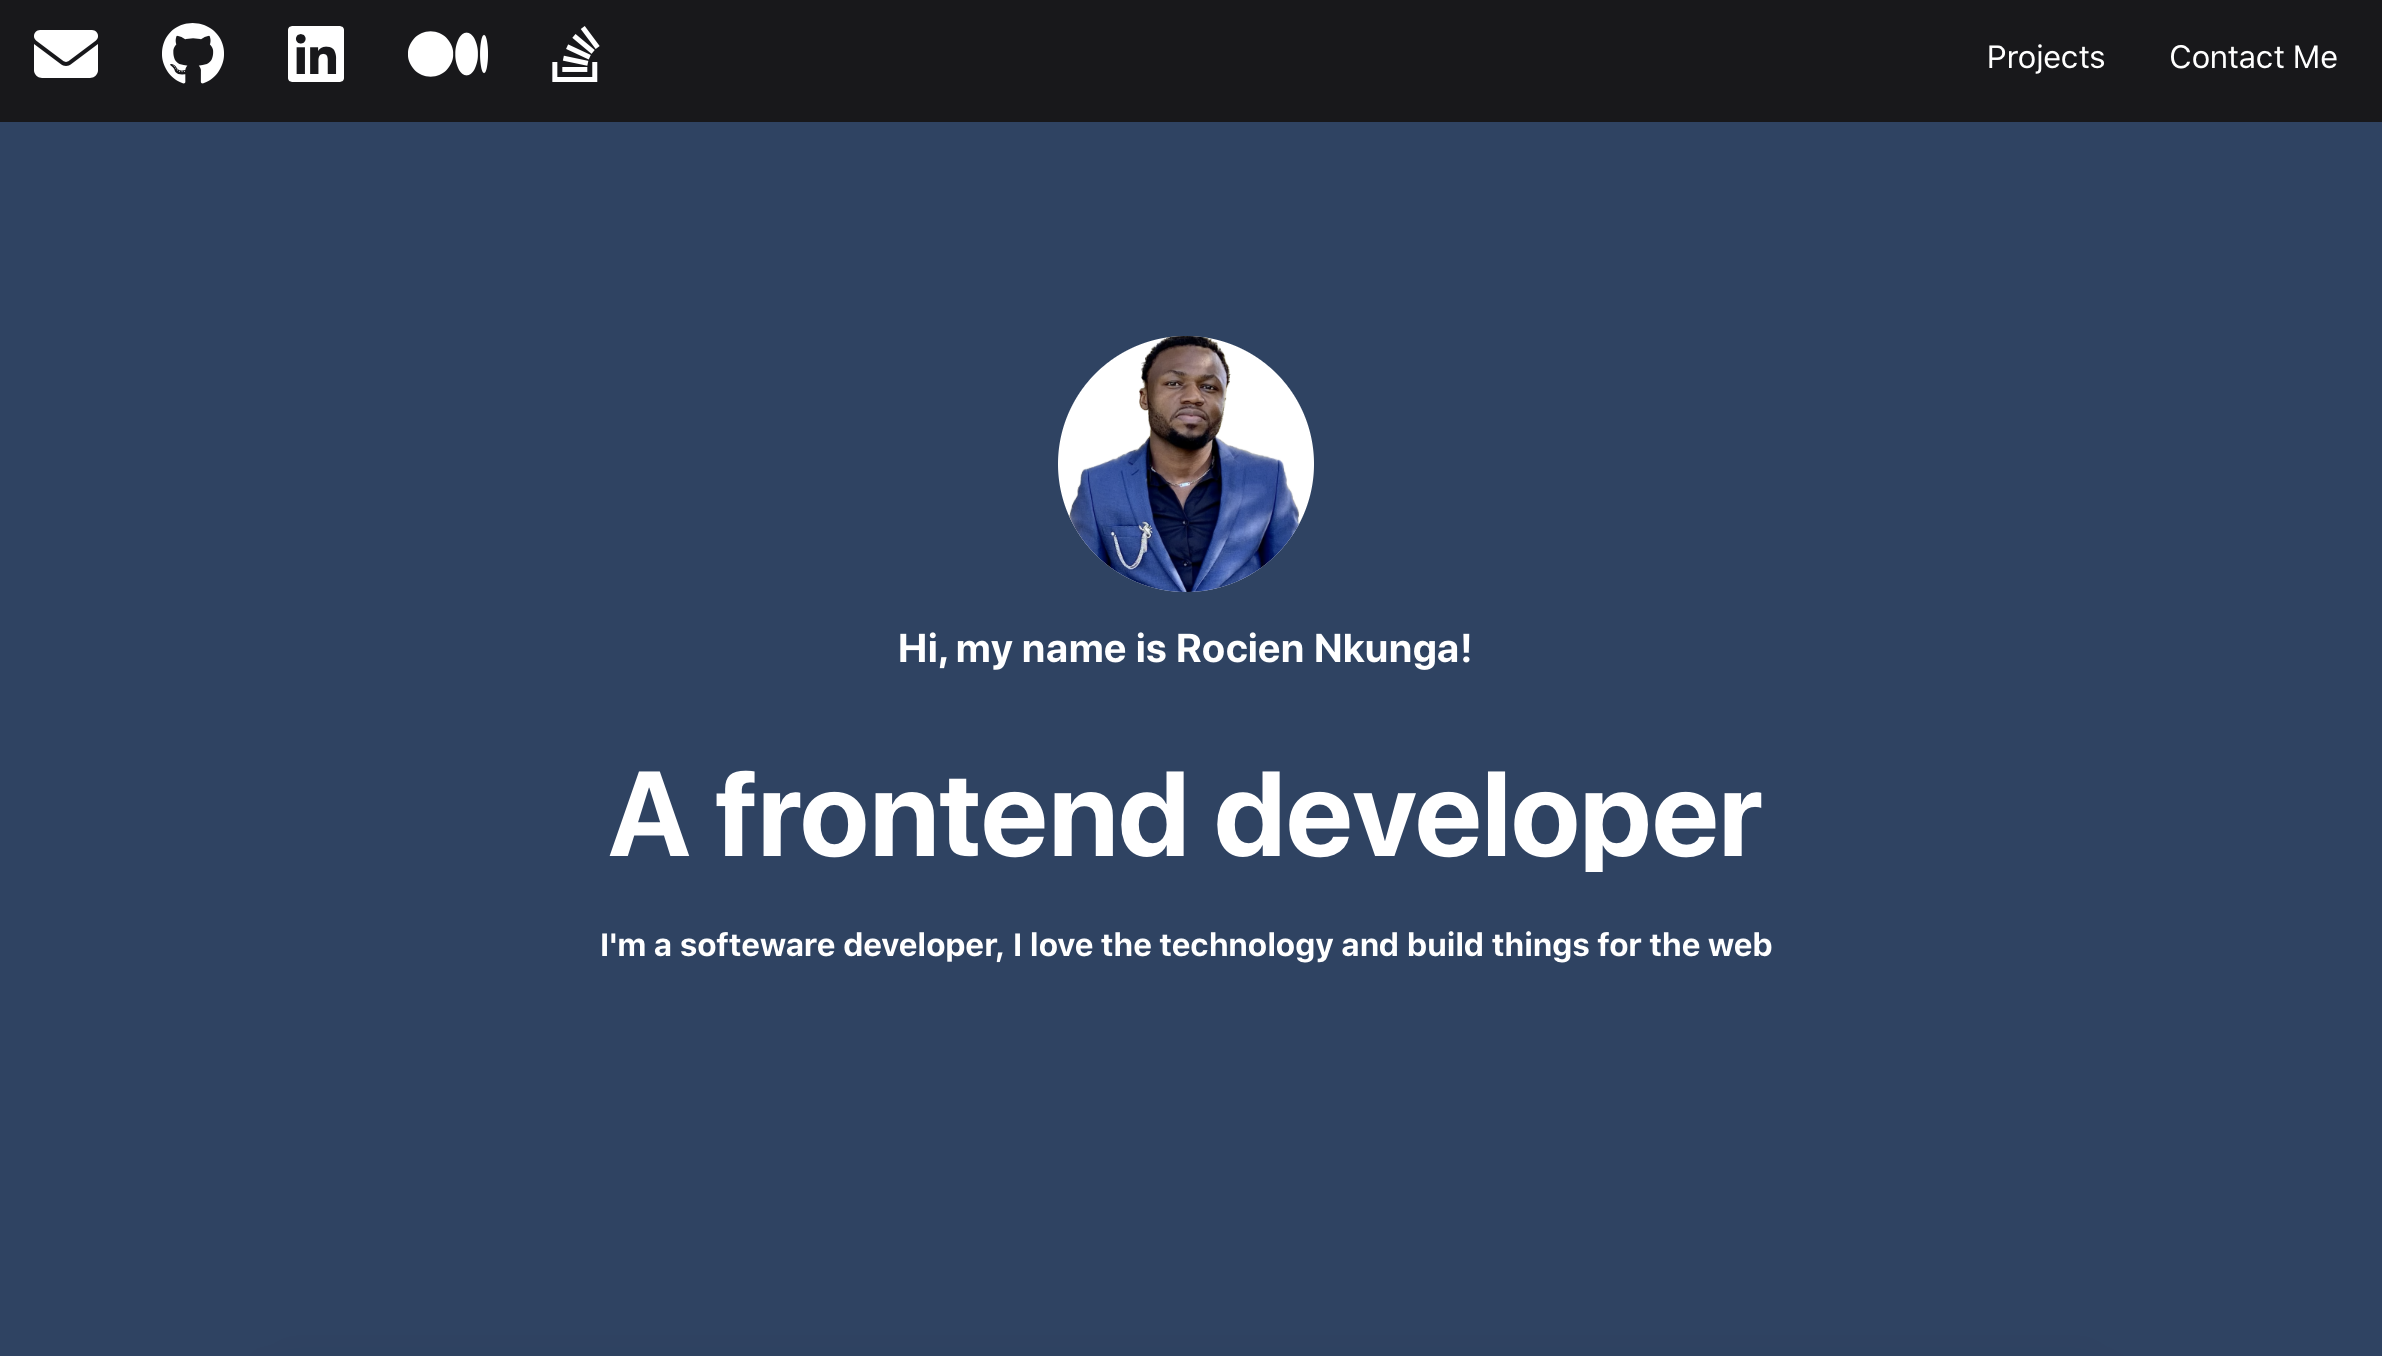 in
Projects
Contact Me
Hi, my name is Rocien Nkunga!
A frontend developer
I'm a softeware developer, I love the technology and build things for the web